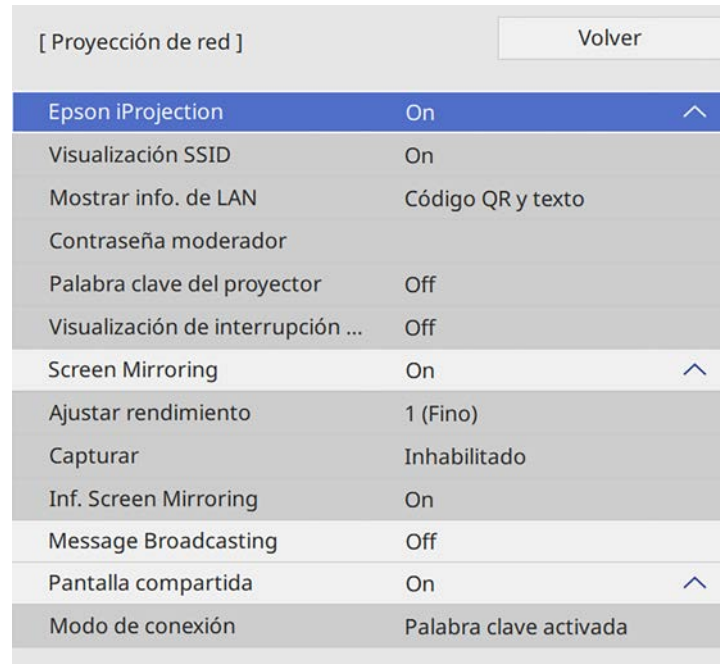 [ Proyección de red ] Volver
Epson iProjection On
Visualización SSID On
Mostrar info. de LAN Código QR y texto
Contraseña moderador
Palabra clave del proyector Off
Visualización de interrupción ... Off
Screen Mirroring On
Ajustar rendimiento 1 (Fino)
Capturar Inhabilitado
Inf. Screen Mirroring On
Message Broadcasting Off
Pantalla compartida On
Modo de conexión Palabra clave activada